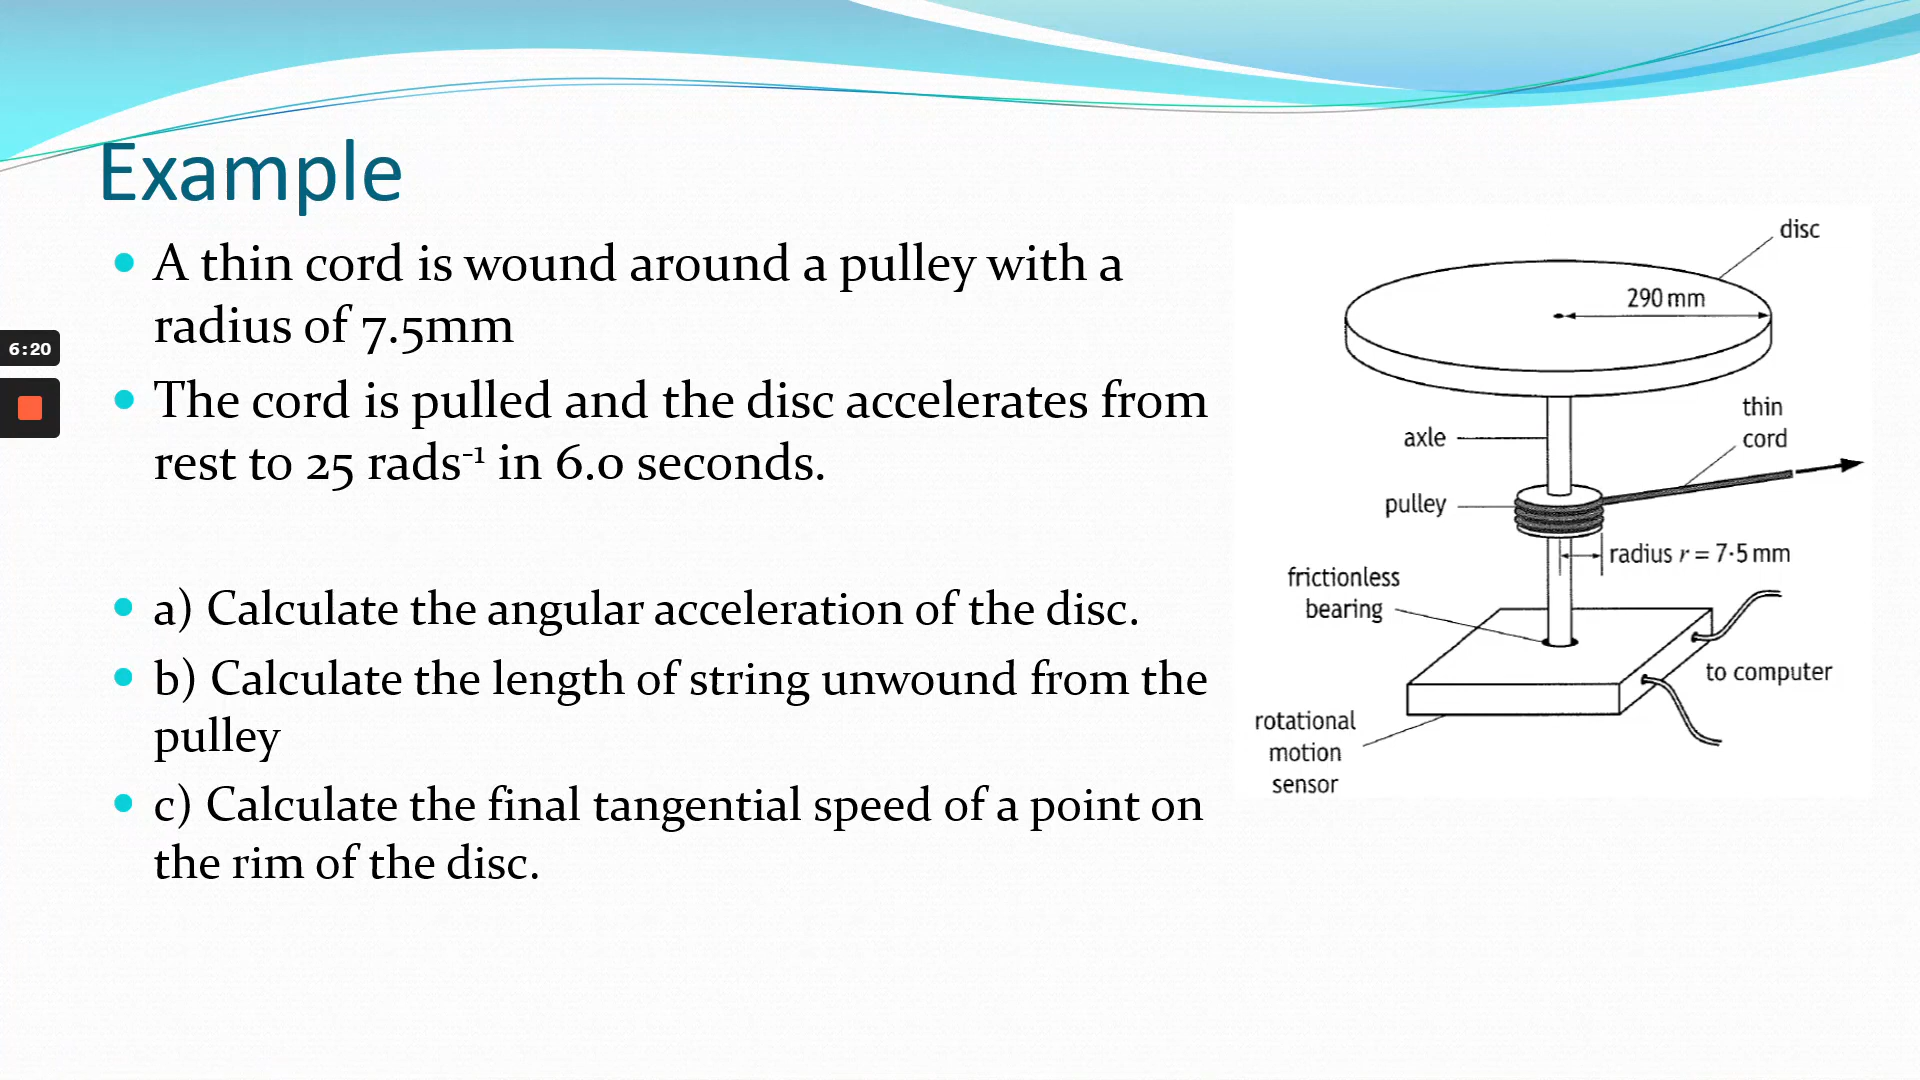 Example
A thin cord is wound around a pulley with a
radius of 7.5mm
The cord is pulled and the disc accelerates from
rest to 25 rads⁻¹ in 6.0 seconds.
a) Calculate the angular acceleration of the disc.
b) Calculate the length of string unwound from the
pulley
c) Calculate the final tangential speed of a point on
the rim of the disc.
6:20
disc
290 mm
thin
cord
axle
pulley
radius r = 7·5 mm
frictionless
bearing
to computer
rotational
motion
sensor